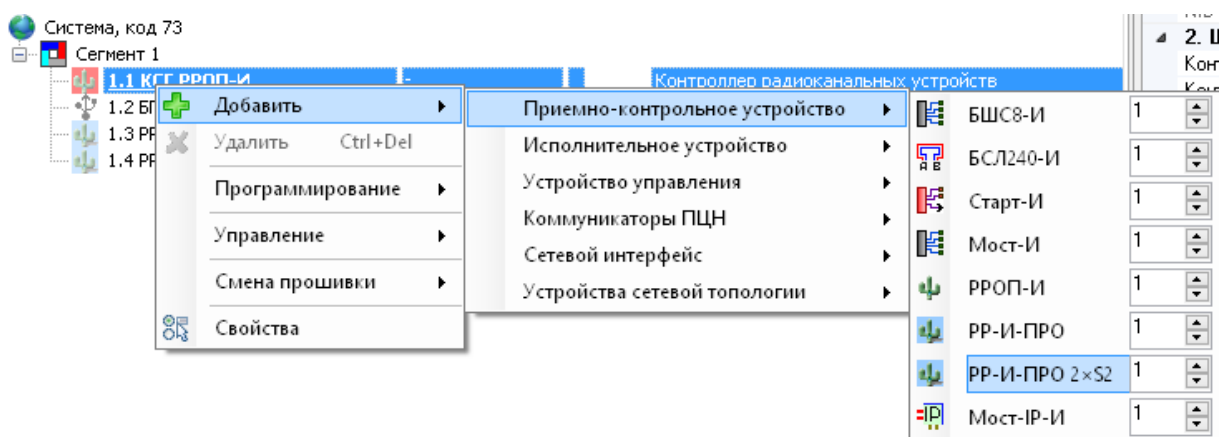 Система, код 73
2. Ш
Сегмент 1
Конт
1.1 КСГ РРОП-И - Контроллер радиоканальных устройств
1.2 БГ
1.3 РР
1.4 РР
Добавить
Удалить Ctrl+Del
Программирование
Управление
Смена прошивки
Свойства
Приемно-контрольное устройство
Исполнительное устройство
Устройство управления
Коммуникаторы ПЦН
Сетевой интерфейс
Устройства сетевой топологии
БШС8-И 1
БСЛ240-И 1
Старт-И 1
Мост-И 1
РРОП-И 1
РР-И-ПРО 1
РР-И-ПРО 2×S2 1
Мост-IP-И 1